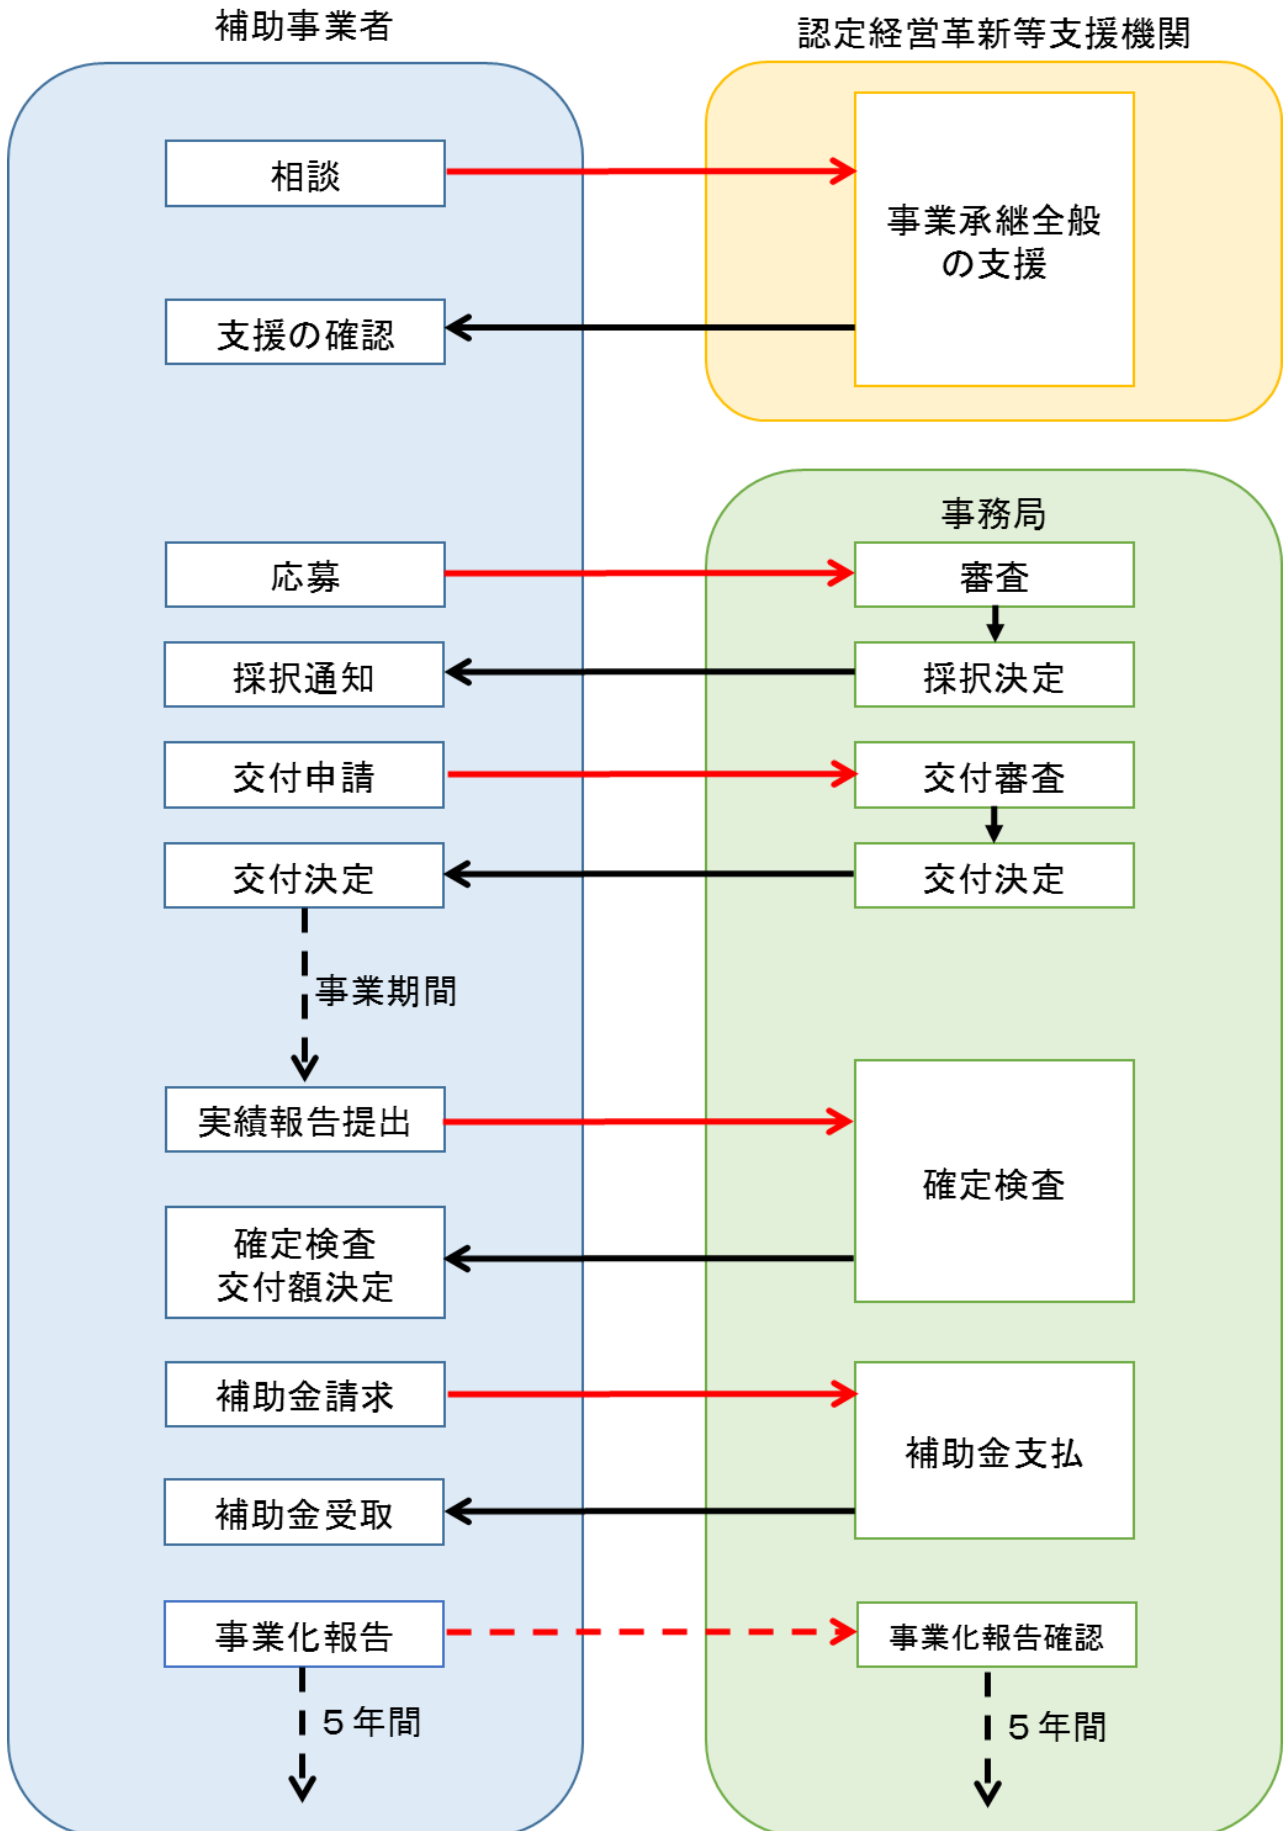 補助事業者
認定経営革新等支援機関
相談
事業承継全般
の支援
支援の確認
事務局
応募
審査
採択通知
採択決定
交付申請
交付審査
交付決定
交付決定
事業期間
実績報告提出
確定検査
確定検査
交付額決定
補助金請求
補助金支払
補助金受取
事業化報告
事業化報告確認
５年間
５年間